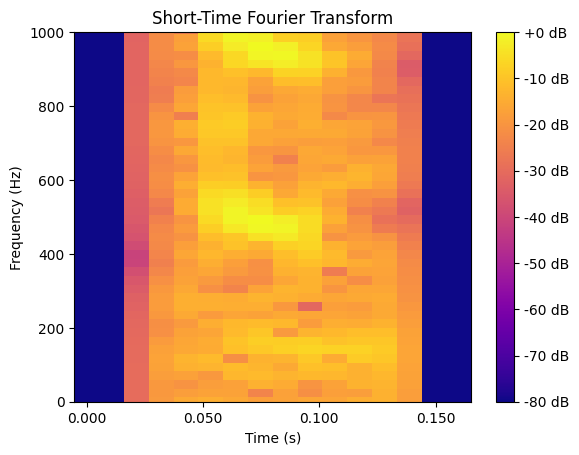 Short-Time Fourier Transform
1000
800
600
400
200
0
Frequency (Hz)
0.000
0.050
0.100
0.150
Time (s)
+0 dB
-10 dB
-20 dB
-30 dB
-40 dB
-50 dB
-60 dB
-70 dB
-80 dB